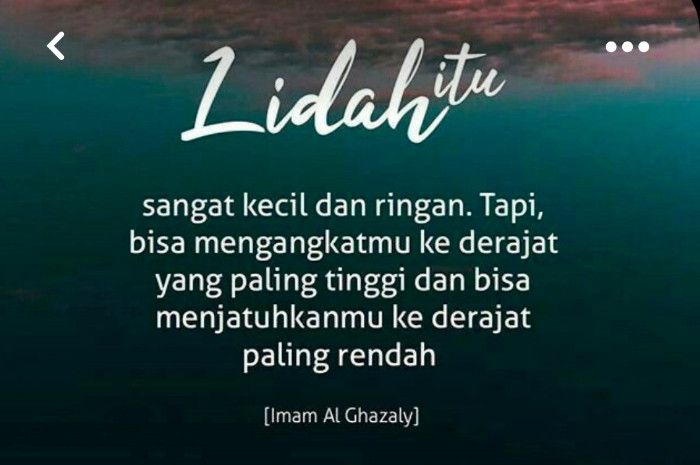 Lidah itu
sangat kecil dan ringan. Tapi,
bisa mengangkatmu ke derajat
yang paling tinggi dan bisa
menjatuhkanmu ke derajat
paling rendah
[Imam Al Ghazaly]